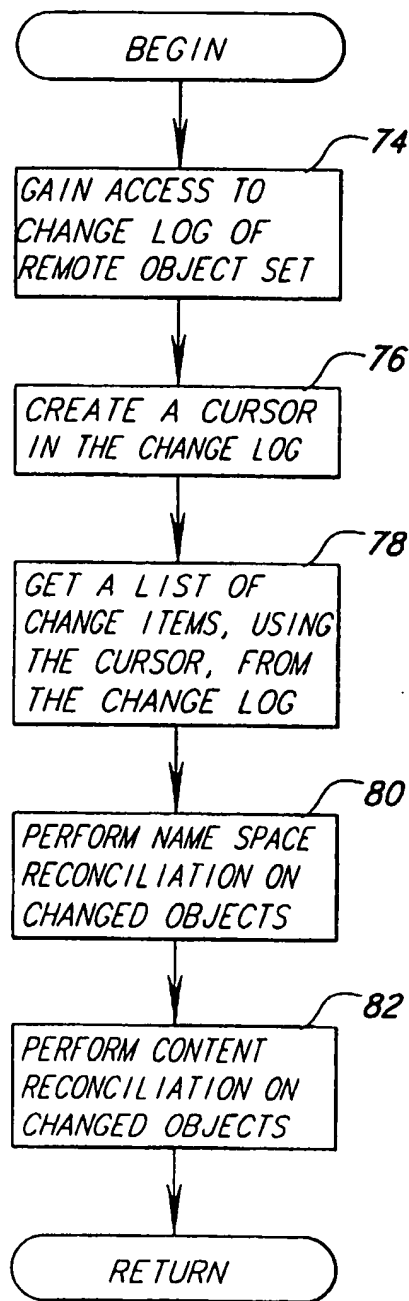 BEGIN
74
GAIN ACCESS TO
CHANGE LOG OF
REMOTE OBJECT SET
76
CREATE A CURSOR
IN THE CHANGE LOG
78
GET A LIST OF
CHANGE ITEMS, USING
THE CURSOR, FROM
THE CHANGE LOG
80
PERFORM NAME SPACE
RECONCILIATION ON
CHANGED OBJECTS
82
PERFORM CONTENT
RECONCILIATION ON
CHANGED OBJECTS
RETURN